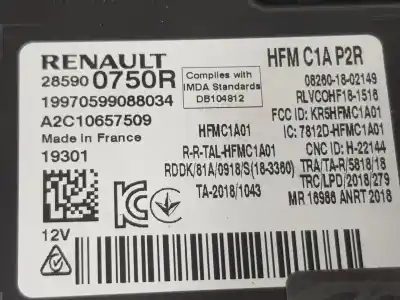 RENAULT
28590 0750R
19970599088034
A2C10657509
Made in France
19301
12V
Complies with
IMDA Standards
DB104912
HFM C1A P2R
08260-18-02149
RLVCOHF18-1516
FCC ID: KR5HFMC1A01
HFMC1A01
IC: 7812D-HFMC1A01
R-R-TAL-HFMC1A01
CNC ID: H-22144
RDDK/81A/0918/S(18-3360)
TRA/TA-R/5818/18
TA-2018/1043
TRC/LPD/2018/279
MR 16986 ANRT 2018